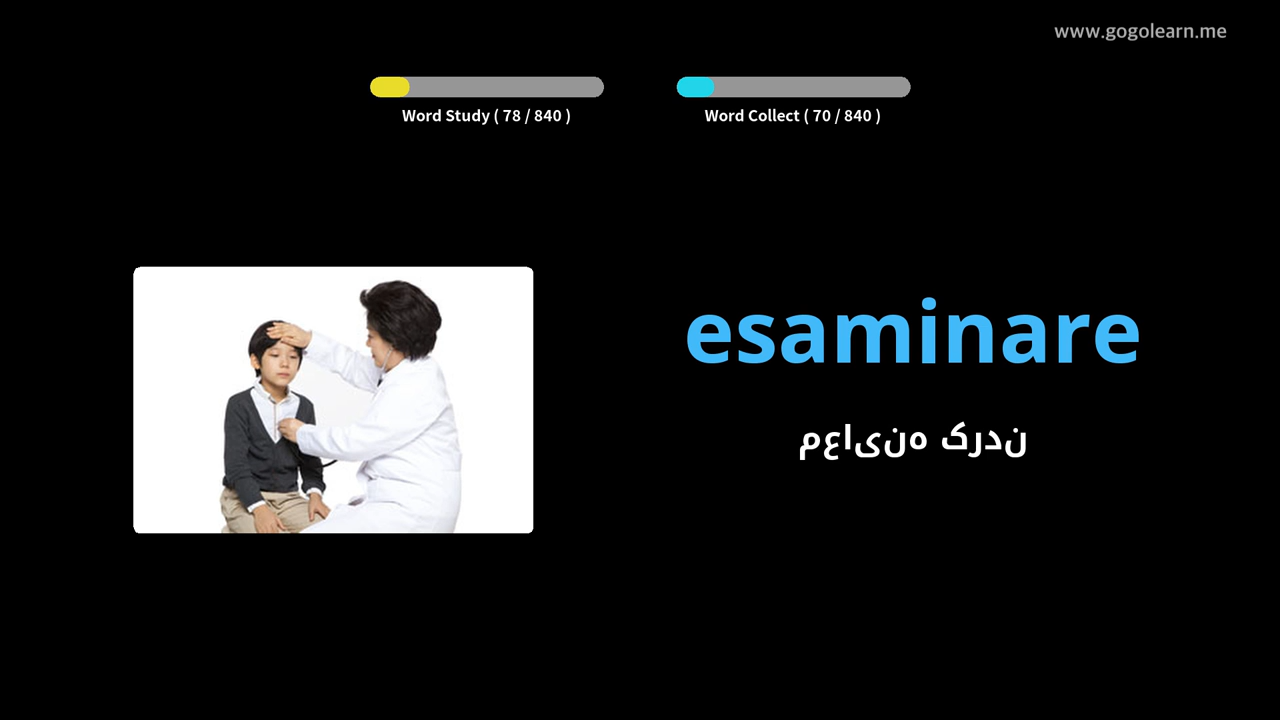 www.gogolearn.me
Word Study ( 78 / 840 )
Word Collect ( 70 / 840 )
esaminare
معاینه کردن